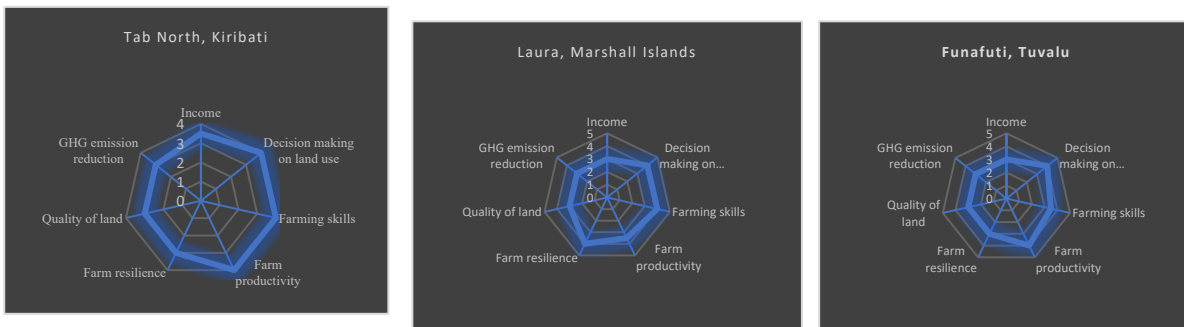 Tab North, Kiribati
Income
4
3
2
1
0
GHG emission
reduction
Decision making
on land use
Quality of land
Farming skills
Farm resilience
Farm
productivity
Laura, Marshall Islands
Income
5
4
3
2
1
0
GHG emission
reduction
Decision
making on...
Quality of land
Farming skills
Farm resilience
Farm
productivity
Funafuti, Tuvalu
Income
5
4
3
2
1
0
GHG emission
reduction
Decision
making on...
Quality of
land
Farming skills
Farm
resilience
Farm
productivity